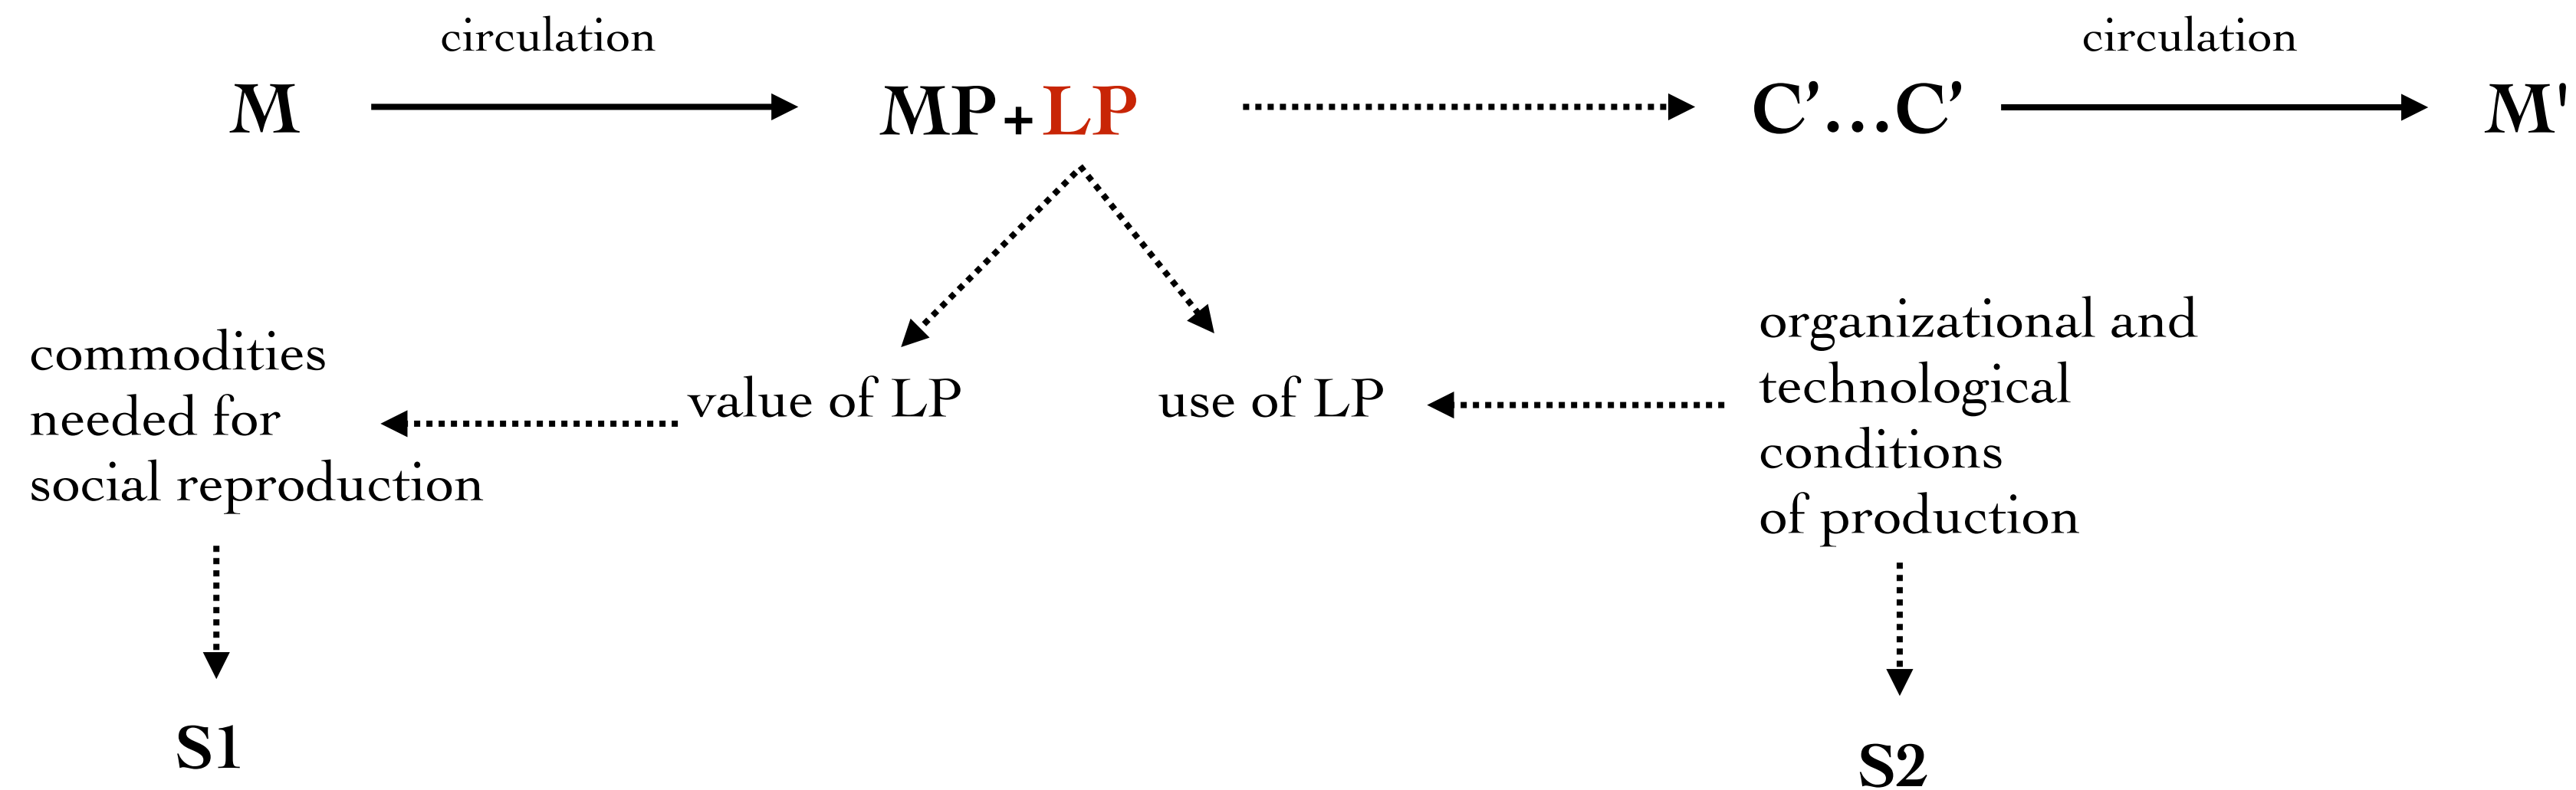 circulation
circulation
M
MP+LP
C’...C’
M'
commodities
needed for
social reproduction
value of LP
use of LP
organizational and
technological
conditions
of production
S1
S2